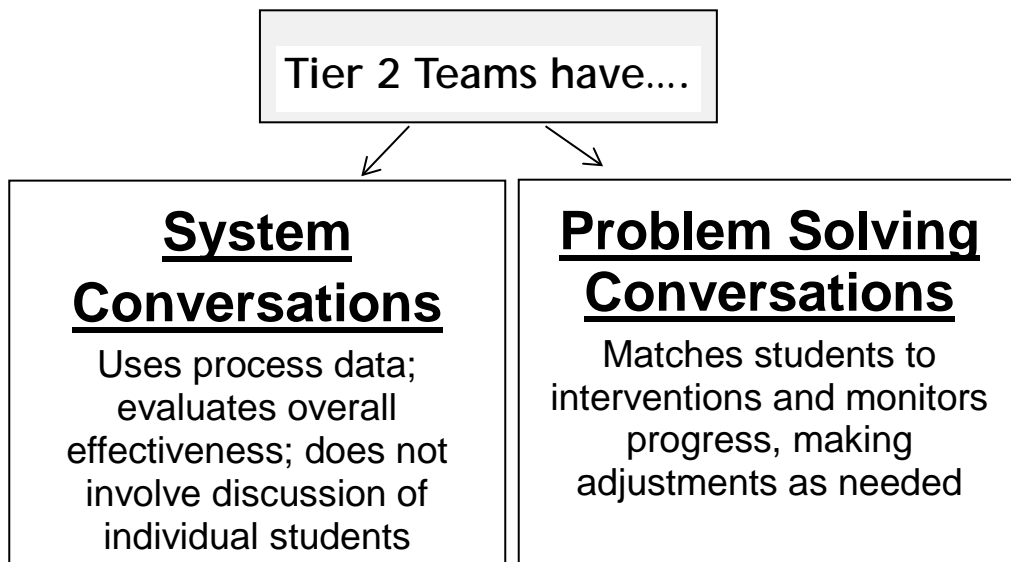 Tier 2 Teams have….
System
Conversations
Uses process data;
evaluates overall
effectiveness; does not
involve discussion of
individual students
Problem Solving
Conversations
Matches students to
interventions and monitors
progress, making
adjustments as needed